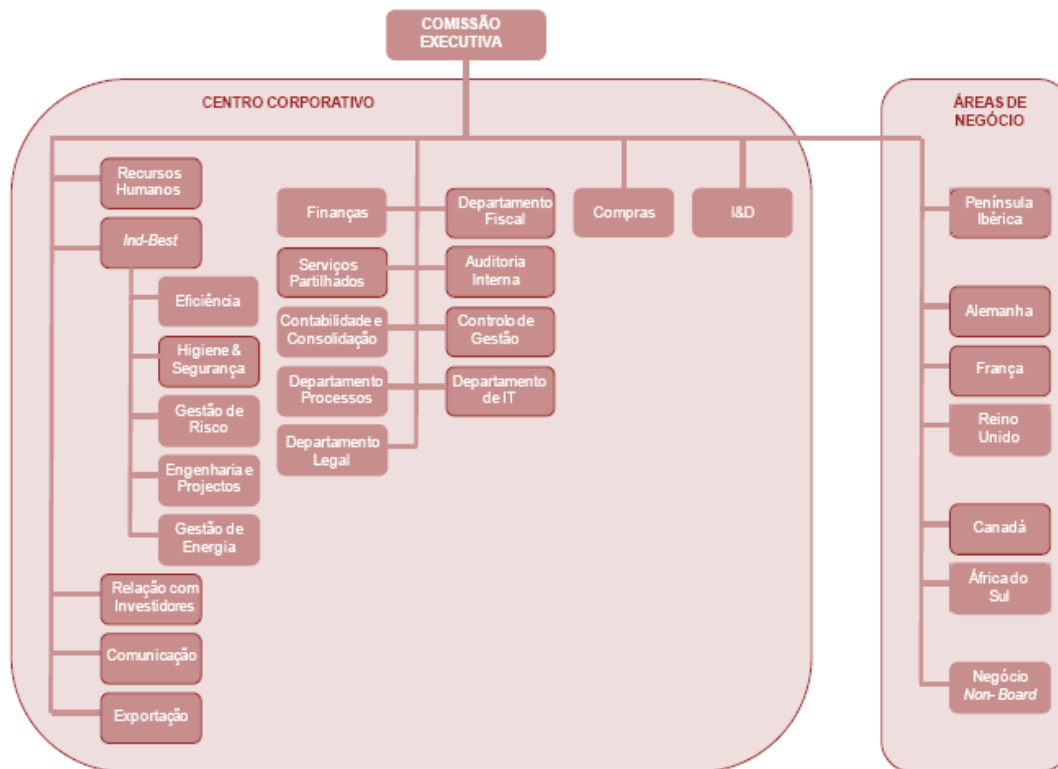 COMISSÃO
EXECUTIVA
CENTRO CORPORATIVO
Recursos
Humanos
Ind-Best
Eficiência
Higiene &
Segurança
Gestão de
Risco
Engenharia e
Projectos
Gestão de
Energia
Relação com
Investidores
Comunicação
Exportação
Finanças
Serviços
Partilhados
Contabilidade e
Consolidação
Departamento
Processos
Departamento
Legal
Departamento
Fiscal
Auditoria
Interna
Controlo de
Gestão
Departamento
de IT
Compras
I&D
ÁREAS DE
NEGÓCIO
Península
Ibérica
Alemanha
França
Reino
Unido
Canadá
África do
Sul
Negócio
Non- Board